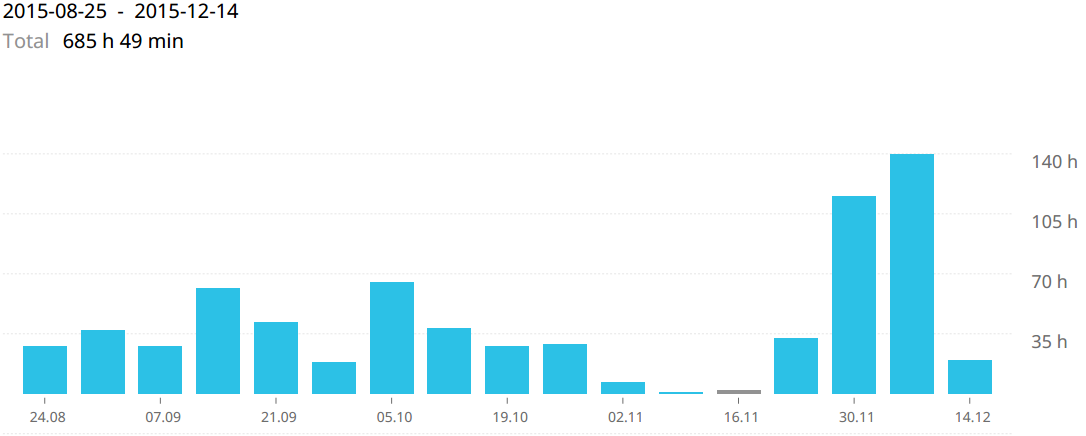 2015-08-25 - 2015-12-14
Total 685 h 49 min
140 h
105 h
70 h
35 h
24.08 07.09 21.09 05.10 19.10 02.11 16.11 30.11 14.12